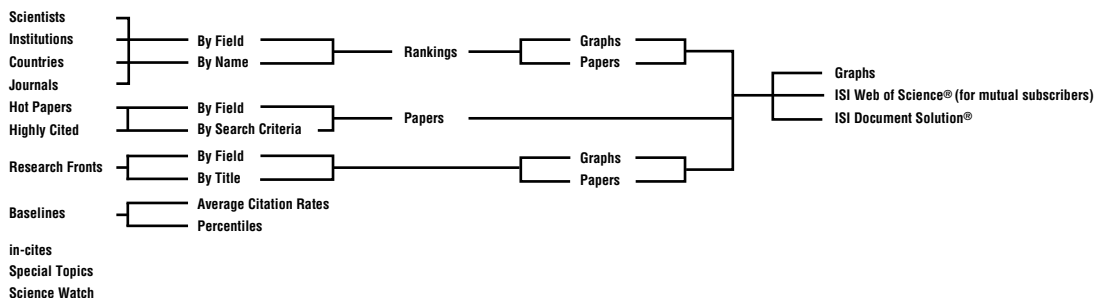 Scientists
Institutions
Countries
Journals
Hot Papers
Highly Cited
Research Fronts
Baselines
in-cites
Special Topics
Science Watch
By Field
By Name
By Field
By Search Criteria
By Field
By Title
Average Citation Rates
Percentiles
Rankings
Papers
Graphs
Papers
Graphs
Papers
Graphs
ISI Web of Science® (for mutual subscribers)
ISI Document Solution®